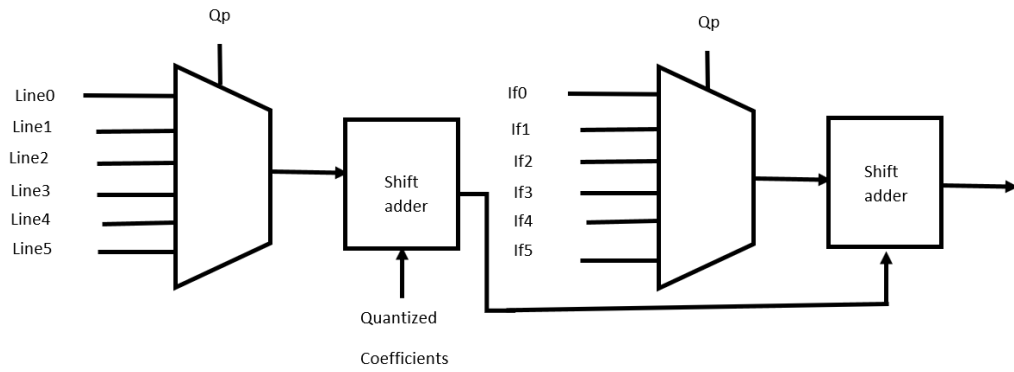 Qp
Line0
Line1
Line2
Line3
Line4
Line5
Shift
adder
Quantized
Coefficients
Qp
If0
If1
If2
If3
If4
If5
Shift
adder